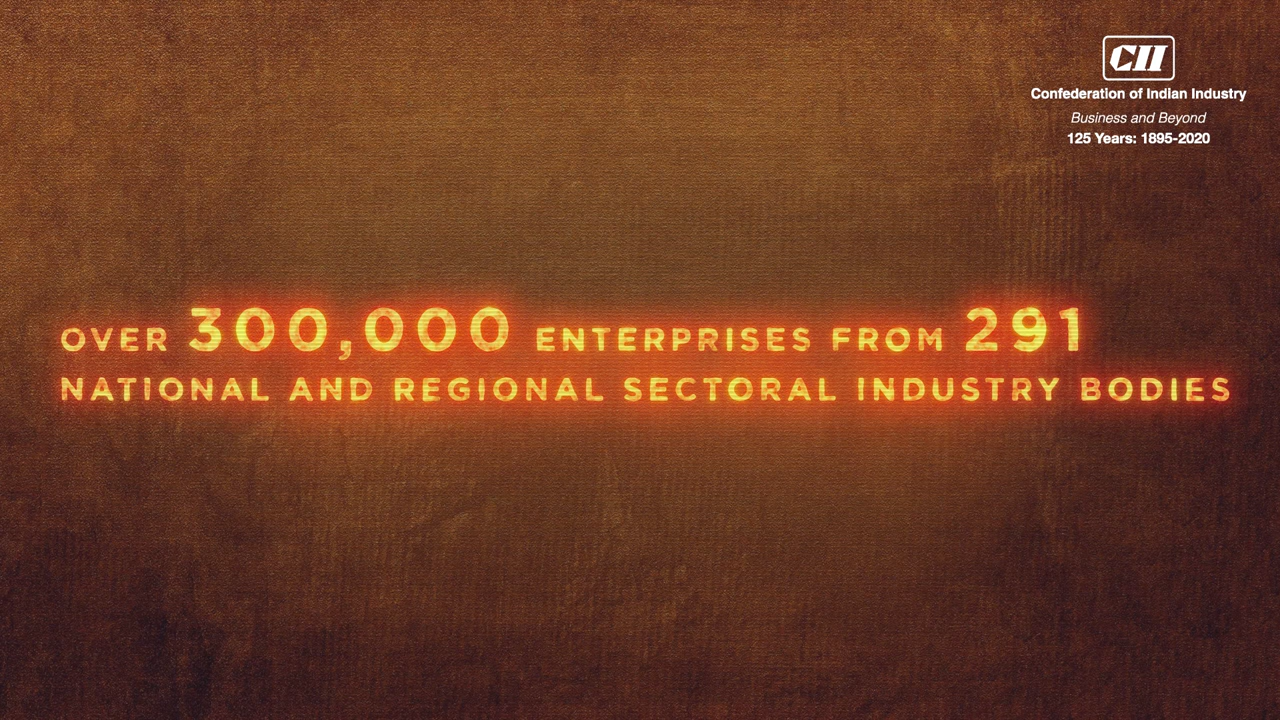 CII
Confederation of Indian Industry
Business and Beyond
125 Years: 1895-2020
OVER 300,000 ENTERPRISES FROM 291
NATIONAL AND REGIONAL SECTORAL INDUSTRY BODIES